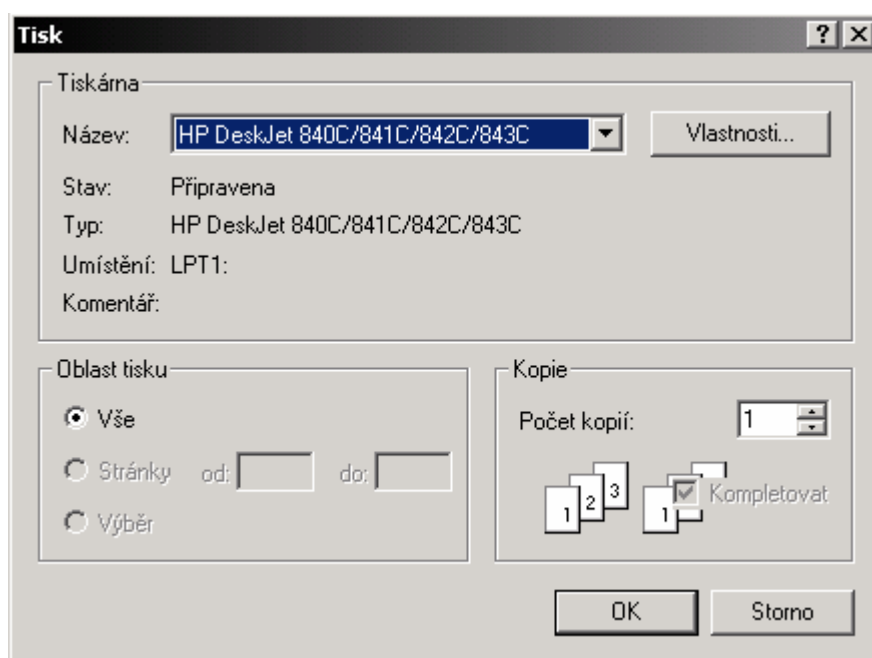 Tisk
Tiskárna
Název: HP DeskJet 840C/841C/842C/843C Vlastnosti...
Stav: Připravena
Typ: HP DeskJet 840C/841C/842C/843C
Umístění: LPT1:
Komentář:
Oblast tisku
Vše
Stránky od: do:
Výběr
Kopie
Počet kopií: 1
1 2 3 1 Kompletovat
OK Storno